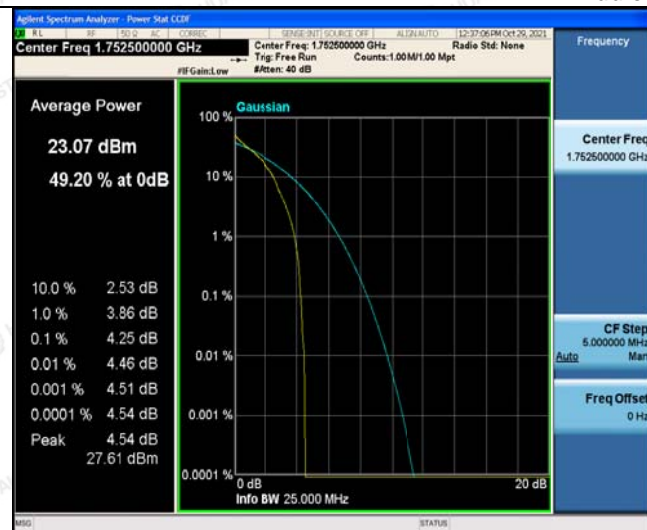 Agilent Spectrum Analyzer - Power Stat CCDF
RL RF 50 Ω AC CORREC SENSE:INT SOURCE OFF ALIGN AUTO 12:37:06 PM Oct 29, 2021
Center Freq 1.752500000 GHz
Center Freq: 1.752500000 GHz Radio Std: None
Trig: Free Run Counts:1.00 M/1.00 Mpt
#IFGain:Low #Atten: 40 dB
Frequency
Average Power
23.07 dBm
49.20 % at 0dB
10.0 % 2.53 dB
1.0 % 3.86 dB
0.1 % 4.25 dB
0.01 % 4.46 dB
0.001 % 4.51 dB
0.0001 % 4.54 dB
Peak 4.54 dB
27.61 dBm
Gaussian
100 %
10 %
1 %
0.1 %
0.01 %
0.001 %
0.0001 %
0 dB 20 dB
Info BW 25.000 MHz
Center Freq
1.752500000 GHz
CF Step
5.000000 MHz
Auto Man
Freq Offset
0 Hz
MSG STATUS